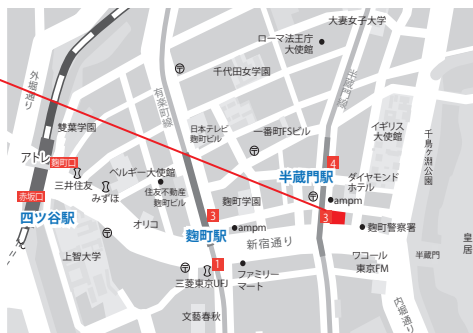 大妻女子大学
ローマ法王庁
大使館
外堀通り
千代田女学園
半蔵門線
有楽町線
双葉学園
日本テレビ
麹町ビル
一番町FSビル
イギリス
大使館
千鳥ヶ淵公園
アトレ
麹町口
ベルギー大使館
半蔵門駅
4
ダイヤモンド
ホテル
三井住友
みずほ
住友不動産
麹町ビル
麹町学園
ampm
赤坂口
四ツ谷駅
オリコ
3
麹町駅
ampm
3
麹町警察署
新宿通り
皇居
上智大学
1
ファミリー
マート
ワコール
東京FM
半蔵門
三菱東京UFJ
内堀通り
文藝春秋